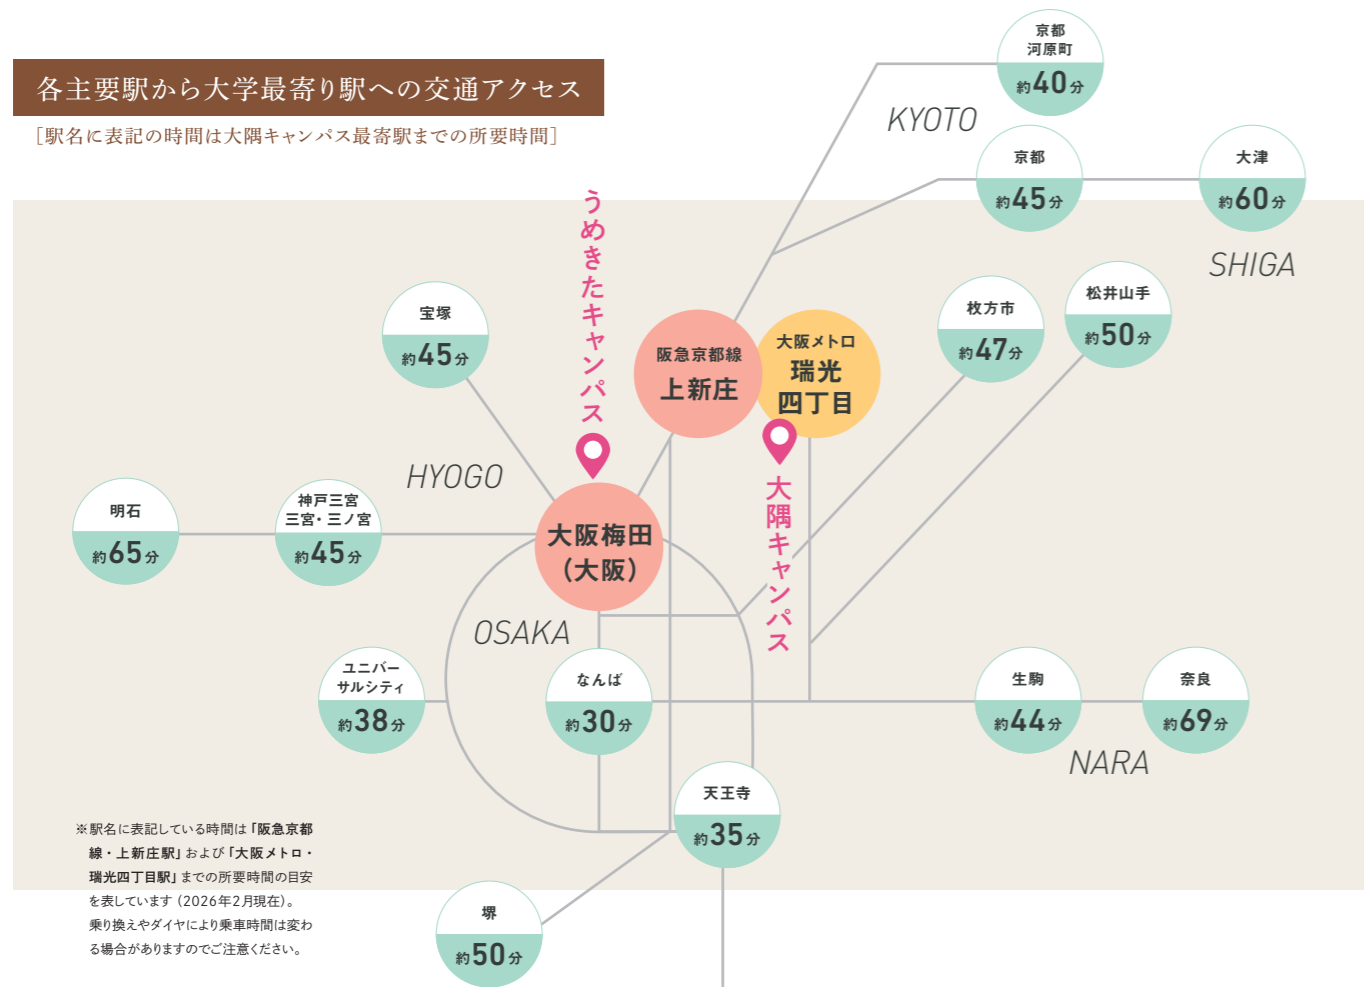 各主要駅から大学最寄り駅への交通アクセス
［駅名に表記の時間は大隅キャンパス最寄駅までの所要時間］
京都
河原町
約40分
KYOTO
京都
約45分
大津
約60分
SHIGA
うめきたキャンパス
宝塚
約45分
阪急京都線
上新庄
大阪メトロ
瑞光
四丁目
枚方市
約47分
松井山手
約50分
HYOGO
大隅キャンパス
明石
約65分
神戸三宮
三宮・三ノ宮
約45分
大阪梅田
（大阪）
OSAKA
ユニバー
サルシティ
約38分
なんば
約30分
生駒
約44分
奈良
約69分
NARA
天王寺
約35分
※駅名に表記している時間は「阪急京都
線・上新庄駅」および「大阪メトロ・
瑞光四丁目駅」までの所要時間の目安
を表しています（2026年2月現在）。
乗り換えやダイヤにより乗車時間は変わ
る場合がありますのでご注意ください。
堺
約50分